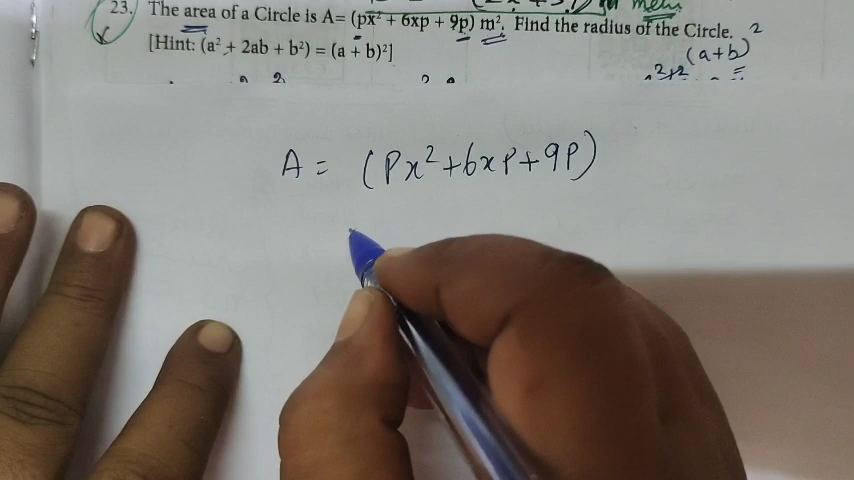 23. The area of a Circle is A= (px² + 6xp + 9p) m². Find the radius of the Circle.
[Hint: (a² + 2ab + b²) = (a + b)²]
(a+b)²
A = (Px²+6xP+9P)